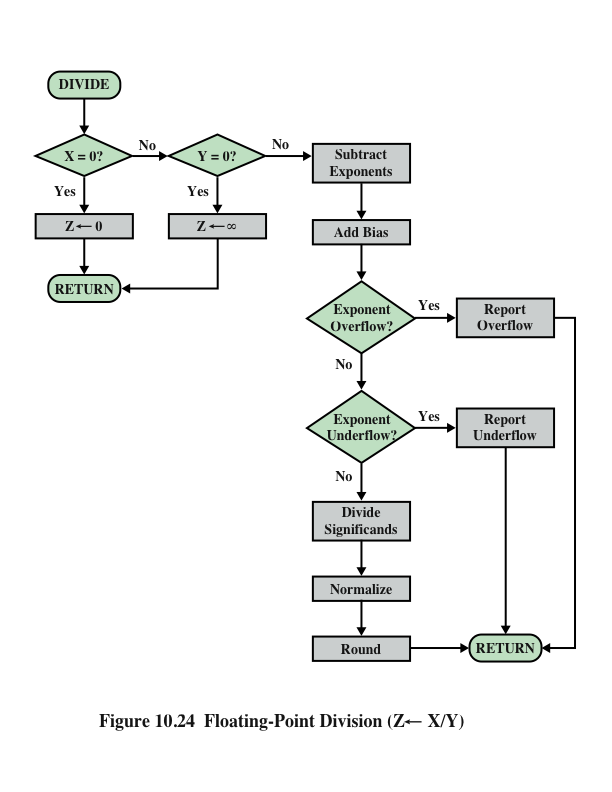 DIVIDE
X = 0?
No
Y = 0?
No
Subtract
Exponents
Yes
Yes
Z ← 0
Z ← ∞
Add Bias
RETURN
Exponent
Overflow?
Yes
Report
Overflow
No
Exponent
Underflow?
Yes
Report
Underflow
No
Divide
Significands
Normalize
Round
RETURN
Figure 10.24 Floating-Point Division (Z← X/Y)